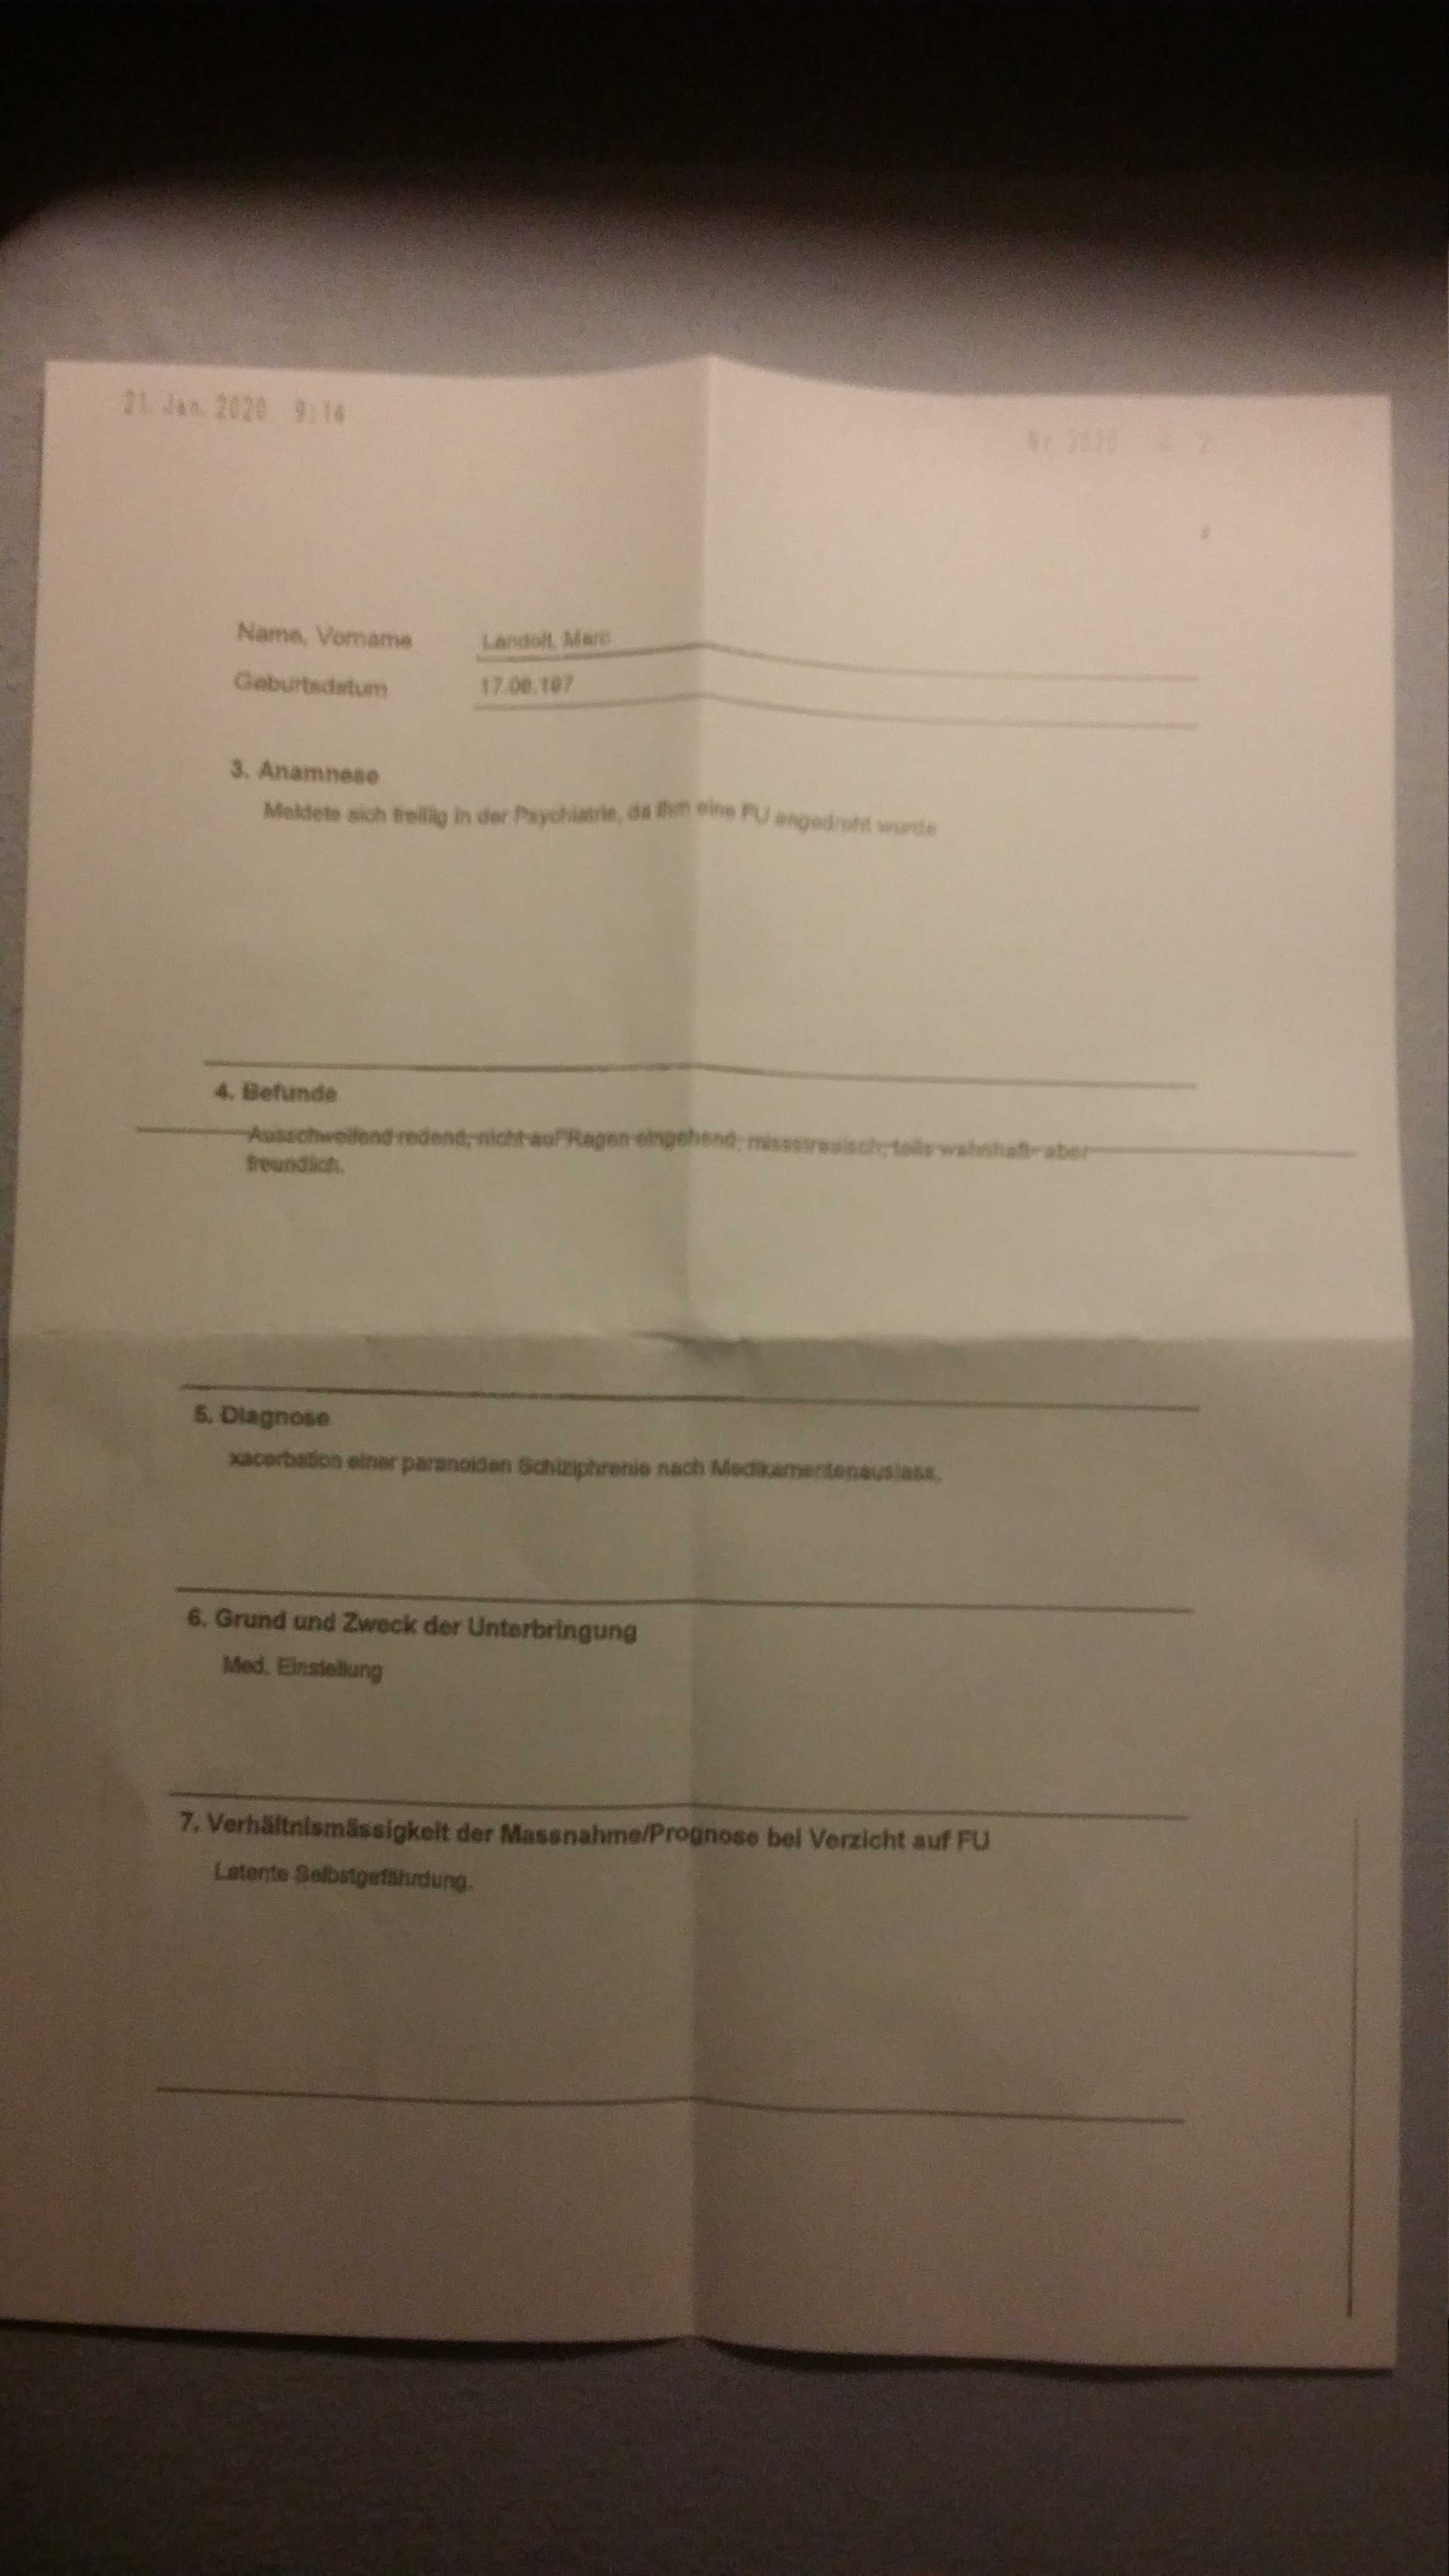 21. Jan. 2020 9:14
Nr. 2020 2
Name, Vorname Landolt, Marc
Geburtsdatum 17.06.197
3. Anamnese
Meldete sich freiilig in der Psychiatrie, da ihm eine FU angedroht wurde
4. Befunde
Ausschweifend redend, nicht auf Ragen eingehend, missstrauisch, teils wahnhaft aber
freundlich.
5. Diagnose
xacerbation einer paranoiden Schiziphrenie nach Medikamentenauslass.
6. Grund und Zweck der Unterbringung
Med. Einstellung
7. Verhältnismässigkeit der Massnahme/Prognose bei Verzicht auf FU
Latente Selbstgefährdung.